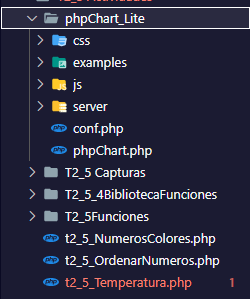 phpChart_Lite
css
examples
js
server
conf.php
phpChart.php
T2_5 Capturas
T2_5_4BibliotecaFunciones
T2_5Funciones
t2_5_NumerosColores.php
t2_5_OrdenarNumeros.php
t2_5_Temperatura.php 1